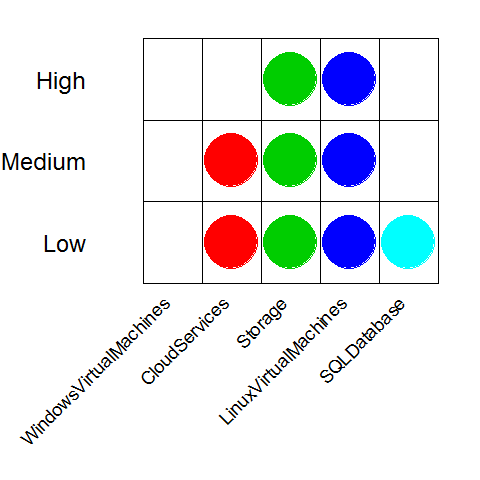 High
Medium
Low
WindowsVirtualMachines
CloudServices
Storage
LinuxVirtualMachines
SQLDatabase